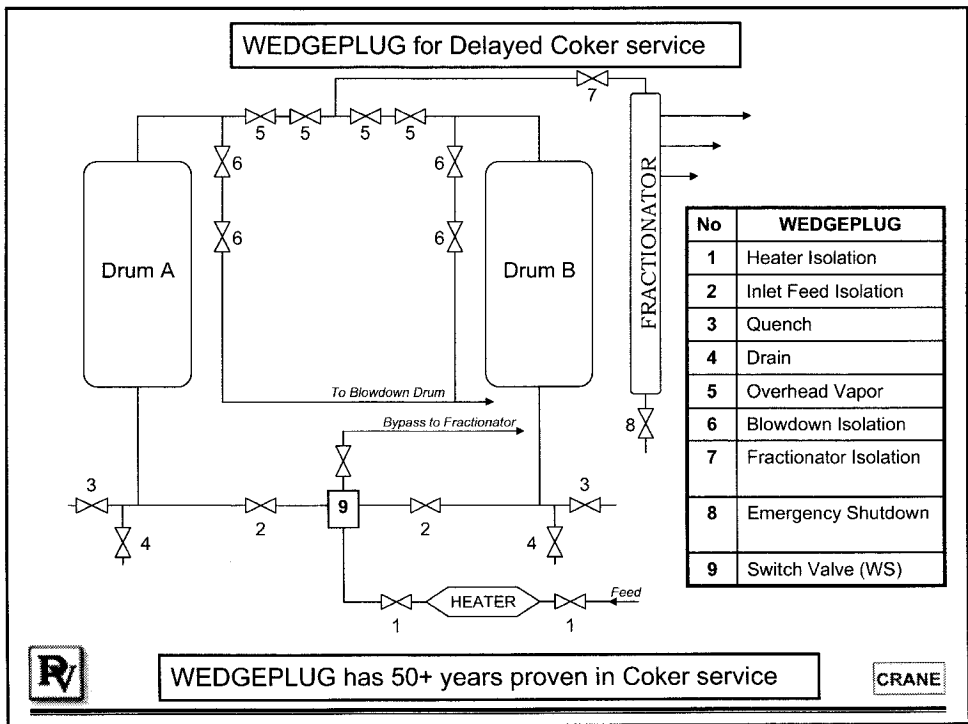 WEDGEPLUG for Delayed Coker service
7
5 5 5 5
6 6
6 6
Drum A
Drum B
FRACTIONATOR
To Blowdown Drum
Bypass to Fractionator
8
3
3
9
2
2
4
4
HEATER
Feed
1
1
No WEDGEPLUG
1 Heater Isolation
2 Inlet Feed Isolation
3 Quench
4 Drain
5 Overhead Vapor
6 Blowdown Isolation
7 Fractionator Isolation
8 Emergency Shutdown
9 Switch Valve (WS)
PV
WEDGEPLUG has 50+ years proven in Coker service
CRANE